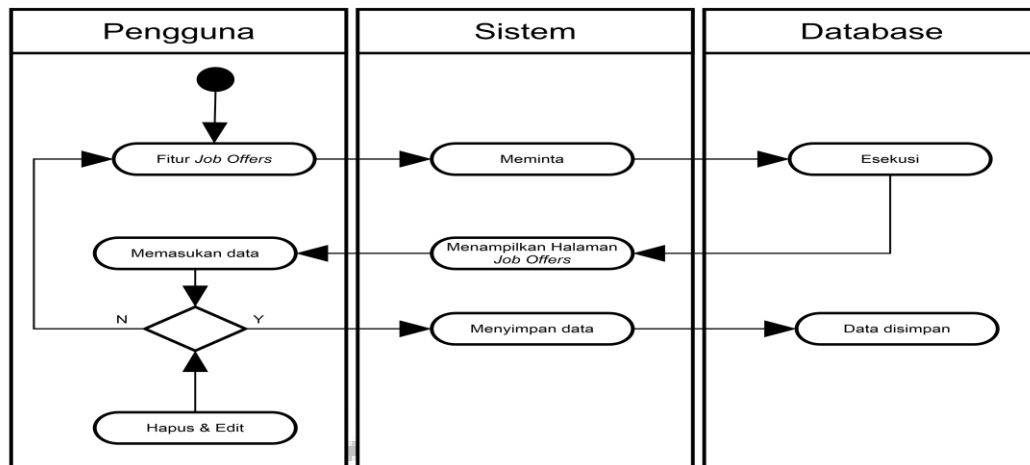 Pengguna
Sistem
Database
Fitur Job Offers
Meminta
Esekusi
Memasukan data
Menampilkan Halaman
Job Offers
N
Y
Menyimpan data
Data disimpan
Hapus & Edit